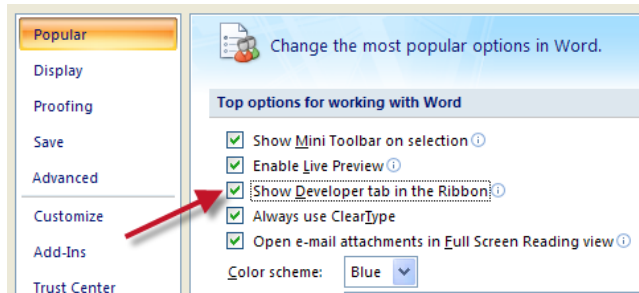 Popular
Display
Proofing
Save
Advanced
Customize
Add-Ins
Trust Center
Change the most popular options in Word.
Top options for working with Word
Show Mini Toolbar on selection
Enable Live Preview
Show Developer tab in the Ribbon
Always use ClearType
Open e-mail attachments in Full Screen Reading view
Color scheme: Blue